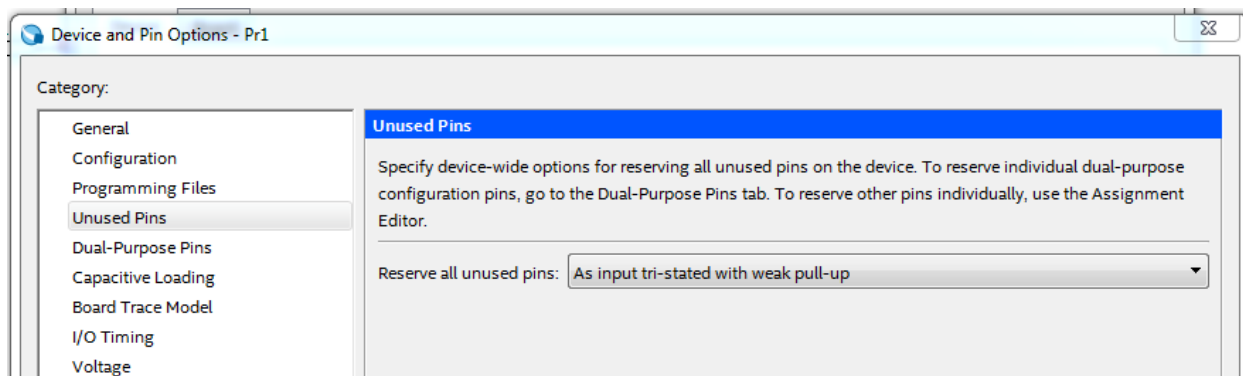 Device and Pin Options - Pr1
Category:
General
Configuration
Programming Files
Unused Pins
Dual-Purpose Pins
Capacitive Loading
Board Trace Model
I/O Timing
Voltage
Unused Pins
Specify device-wide options for reserving all unused pins on the device. To reserve individual dual-purpose
configuration pins, go to the Dual-Purpose Pins tab. To reserve other pins individually, use the Assignment
Editor.
Reserve all unused pins: As input tri-stated with weak pull-up